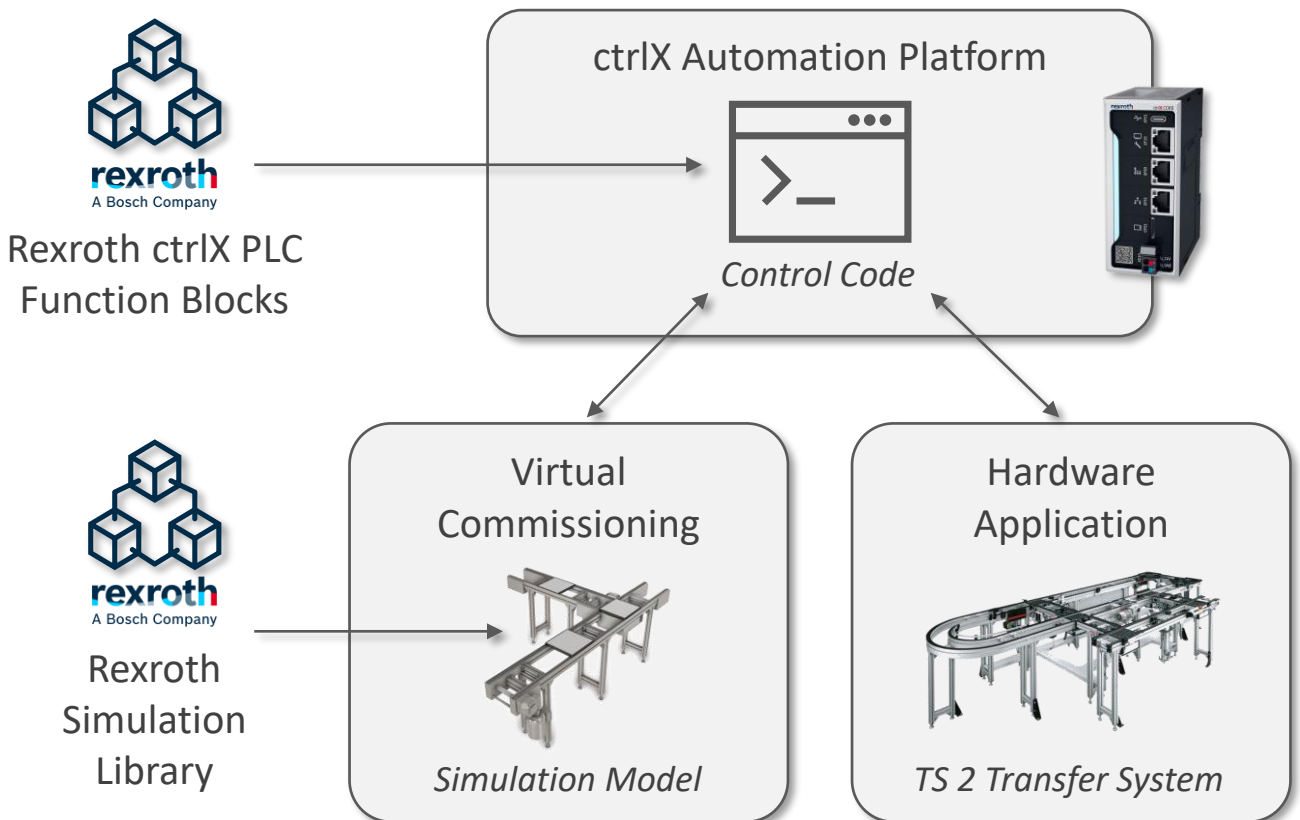 ctrlX Automation Platform
rexroth
A Bosch Company
Rexroth ctrlX PLC
Function Blocks
Control Code
rexroth
rexroth
A Bosch Company
Rexroth
Simulation
Library
Virtual
Commissioning
Simulation Model
Hardware
Application
TS 2 Transfer System